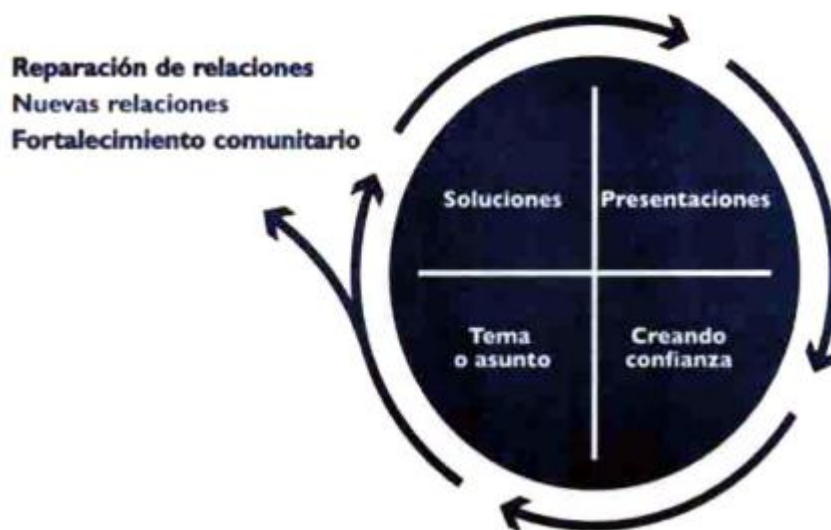 Reparación de relaciones
Nuevas relaciones
Fortalecimiento comunitario
Soluciones
Presentaciones
Tema
o asunto
Creando
confianza